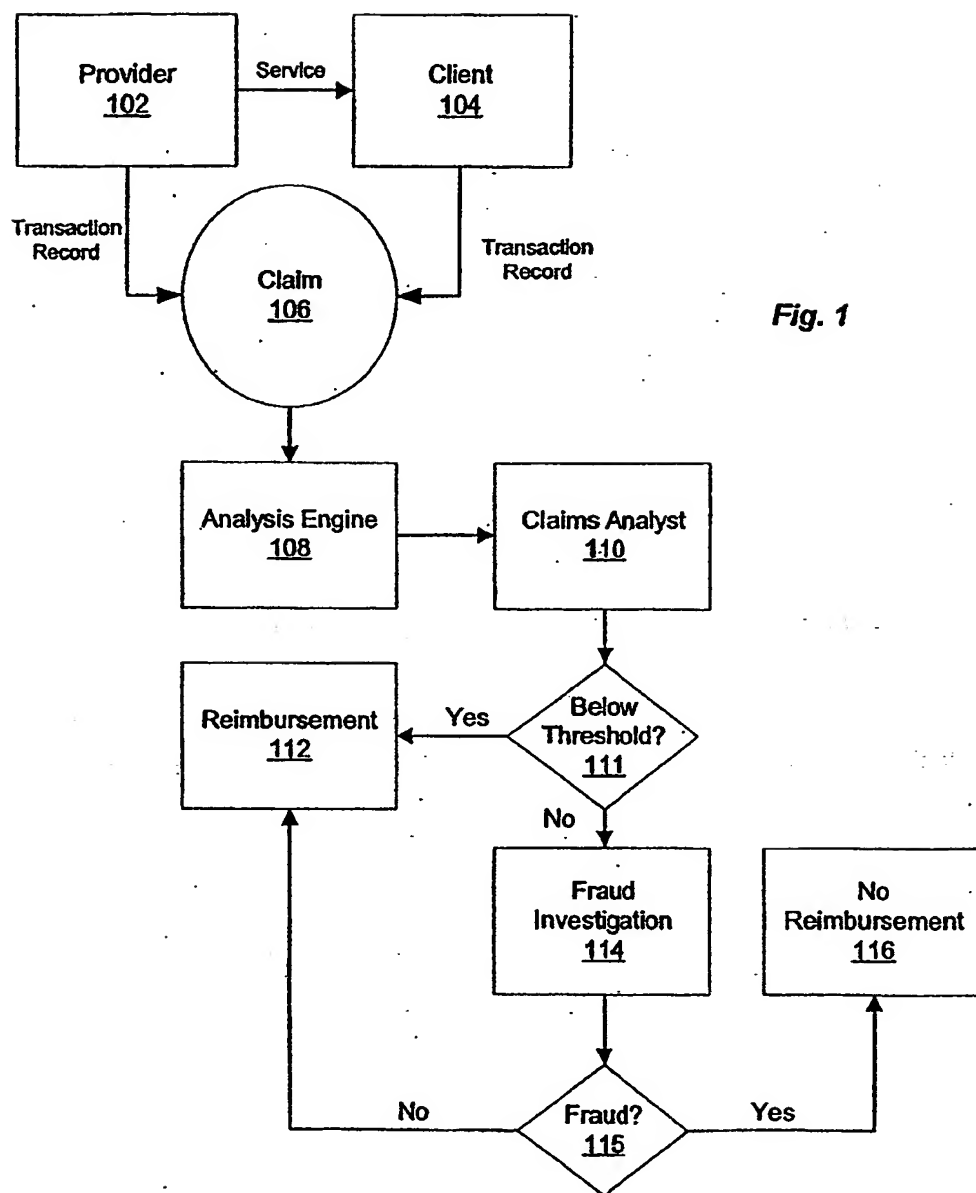 Provider
102
Service
Client
104
Transaction
Record
Claim
106
Transaction
Record
Fig. 1
Analysis Engine
108
Claims Analyst
110
Reimbursement
112
Yes
Below
Threshold?
111
No
Fraud
Investigation
114
No
Reimbursement
116
No
Fraud?
115
Yes